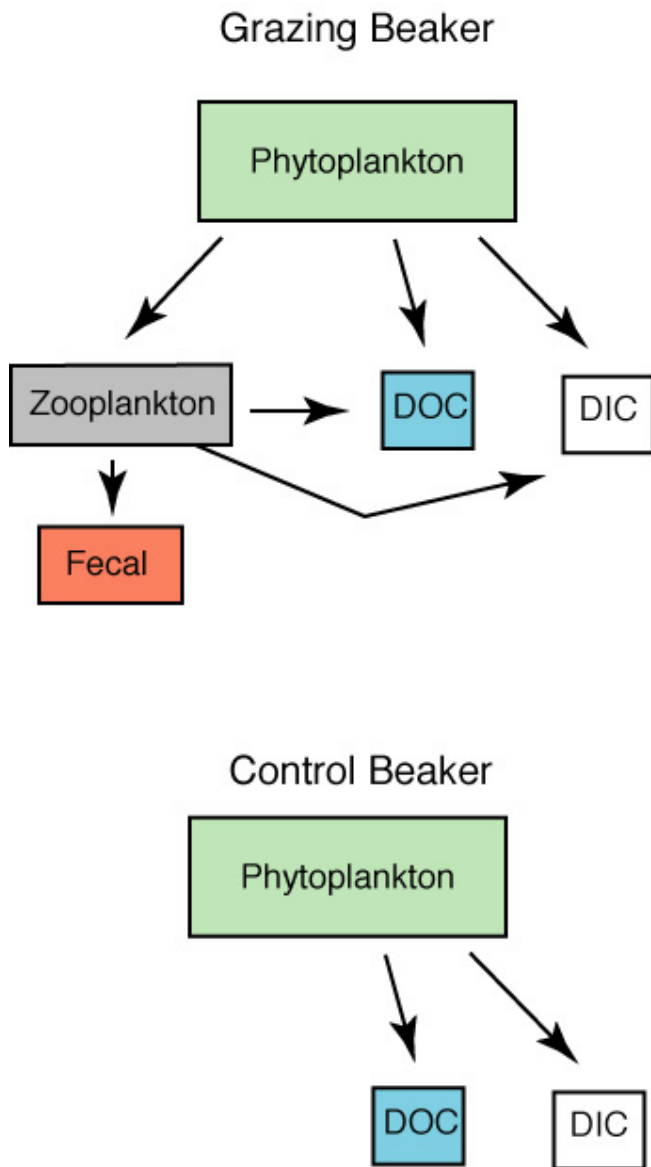 Grazing Beaker
Phytoplankton
Zooplankton
DOC
DIC
Fecal
Control Beaker
Phytoplankton
DOC
DIC